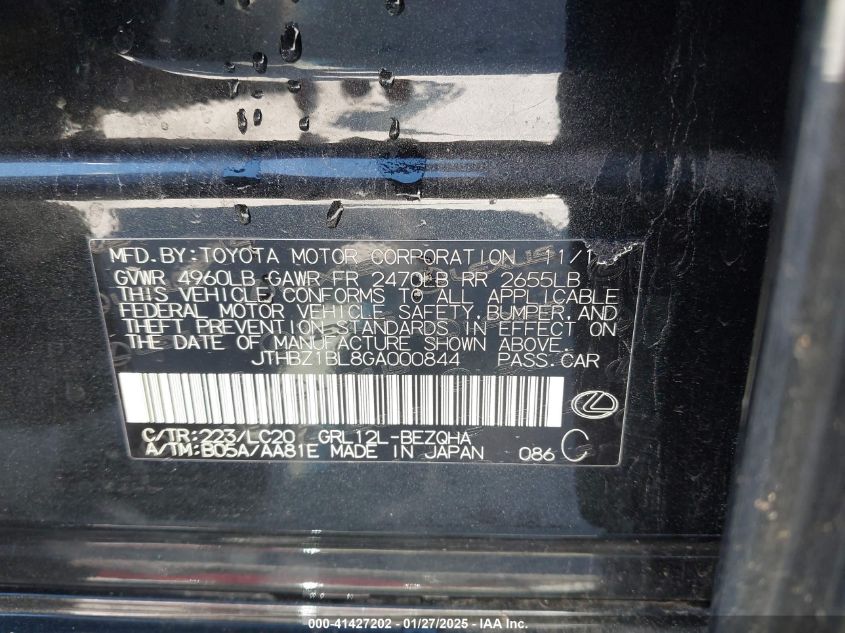 MFD.BY:TOYOTA MOTOR CORPORATION 11/1
GVWR 4960LB GAWR FR 2470LB RR 2655LB
THIS VEHICLE CONFORMS TO ALL APPLICABLE
FEDERAL MOTOR VEHICLE SAFETY,BUMPER,AND
THEFT PREVENTION STANDARDS IN EFFECT ON
THE DATE OF MANUFACTURE SHOWN ABOVE.
JTHBZ1BL8GA000844 PASS.CAR
C/TR:223/LC20 GRL12L-BEZQHA
A/TM:B05A/AA81E MADE IN JAPAN 086 C
000-41427202 - 01/27/2025 - IAA Inc.